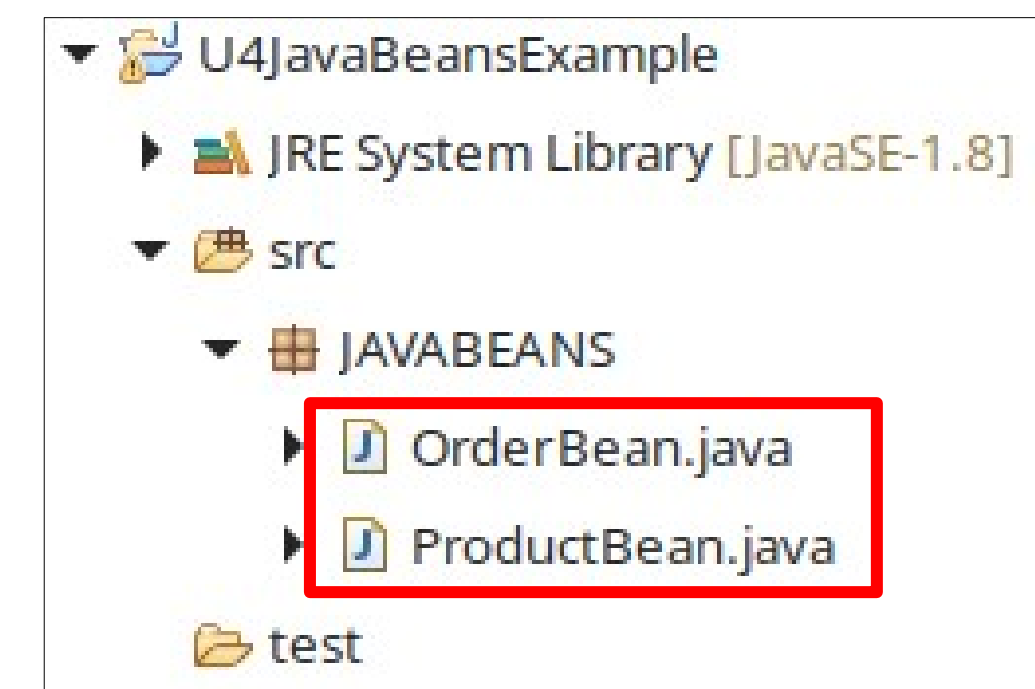 U4JavaBeansExample
JRE System Library [JavaSE-1.8]
src
JAVABEANS
OrderBean.java
ProductBean.java
test